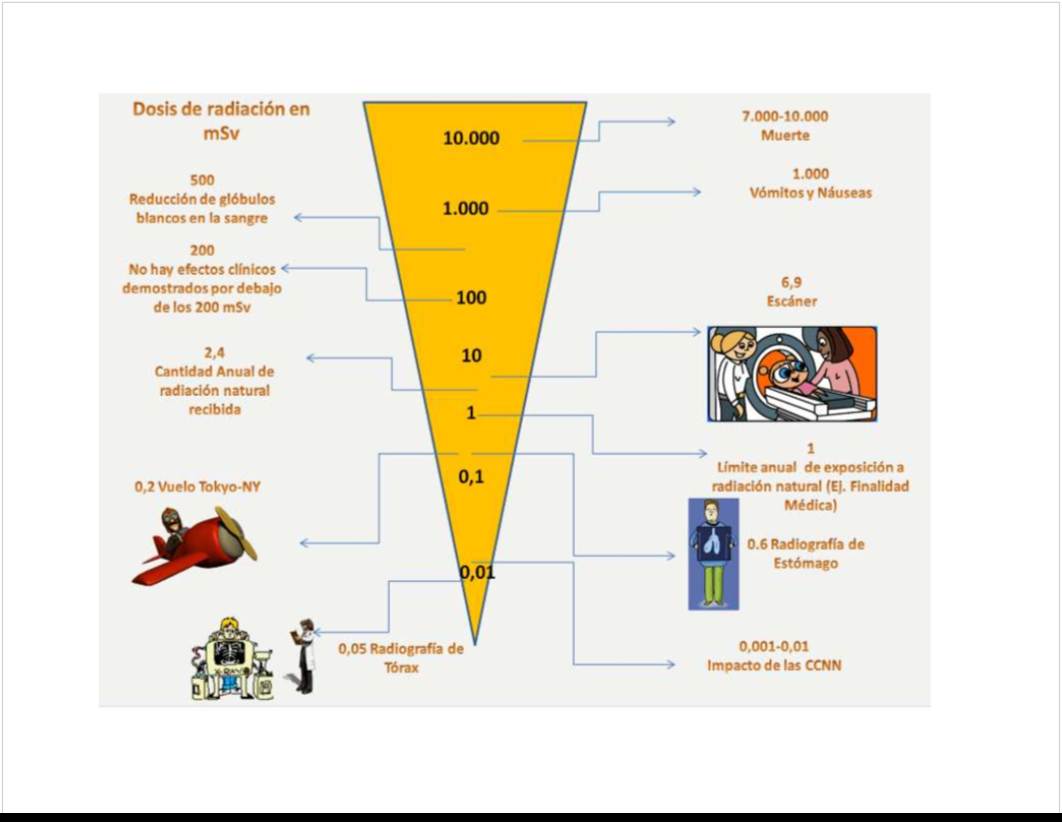 Dosis de radiación en
mSv
10.000
7.000-10.000
Muerte
500
Reducción de glóbulos
blancos en la sangre
1.000
1.000
Vómitos y Náuseas
200
No hay efectos clínicos
demostrados por debajo
de los 200 mSv
100
6,9
Escáner
2,4
Cantidad Anual de
radiación natural
recibida
10
1
1
Límite anual de exposición a
radiación natural (Ej. Finalidad
Médica)
0,1
0,2 Vuelo Tokyo-NY
0.6 Radiografía de
Estómago
0,01
X-RAY
0,05 Radiografía de
Tórax
0,001-0,01
Impacto de las CCNN